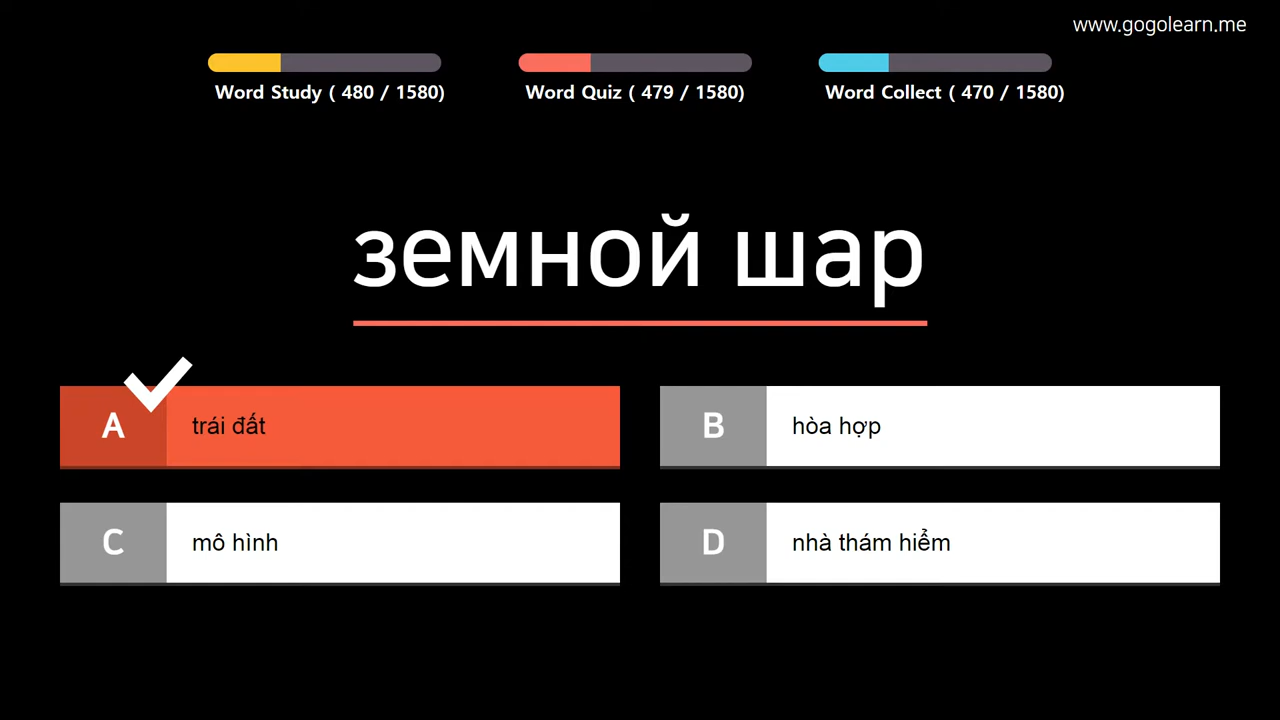 www.gogolearn.me
Word Study ( 480 / 1580)
Word Quiz ( 479 / 1580)
Word Collect ( 470 / 1580)
земной шар
A
trái đất
B
hòa hợp
C
mô hình
D
nhà thám hiểm